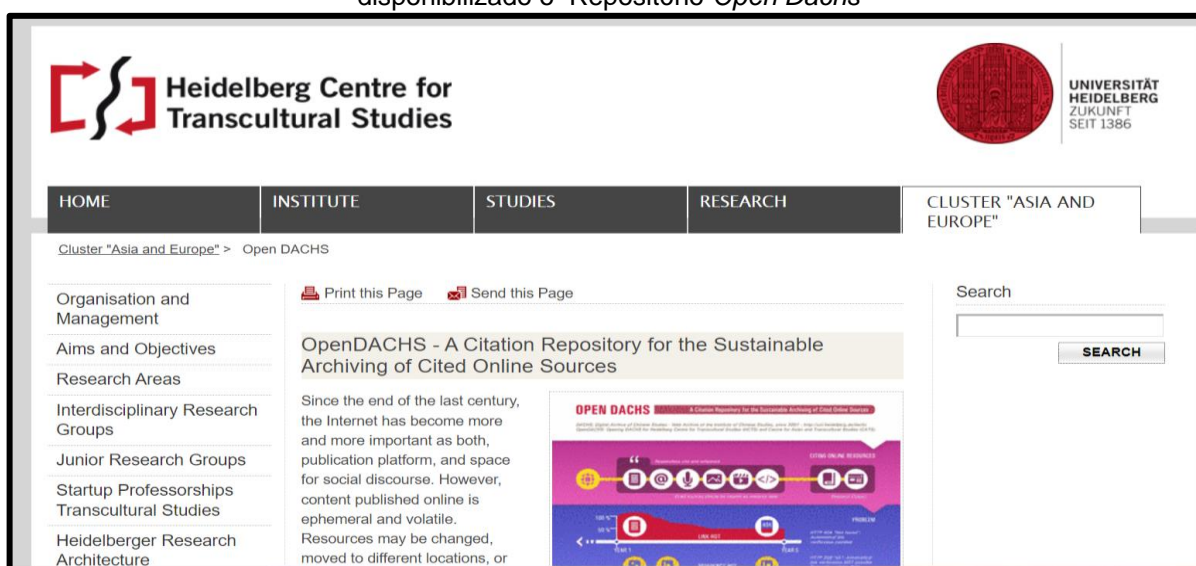 disponibilizado o Repositório Open Dachs
Heidelberg Centre for
Transcultural Studies
UNIVERSITÄT
HEIDELBERG
ZUKUNFT
SEIT 1386
HOME
INSTITUTE
STUDIES
RESEARCH
CLUSTER "ASIA AND
EUROPE"
Cluster "Asia and Europe" > Open DACHS
Organisation and
Management
Aims and Objectives
Research Areas
Interdisciplinary Research
Groups
Junior Research Groups
Startup Professorships
Transcultural Studies
Heidelberger Research
Architecture
Print this Page
Send this Page
OpenDACHS - A Citation Repository for the Sustainable
Archiving of Cited Online Sources
Since the end of the last century,
the Internet has become more
and more important as both,
publication platform, and space
for social discourse. However,
content published online is
ephemeral and volatile.
Resources may be changed,
moved to different locations, or
OPEN DACHS
A Citation Repository for the Sustainable Archiving of Cited Online Sources
CITING ONLINE RESOURCES
PROBLEM
100 %
50 %
LINK ROT
YEAR 1
Search
SEARCH